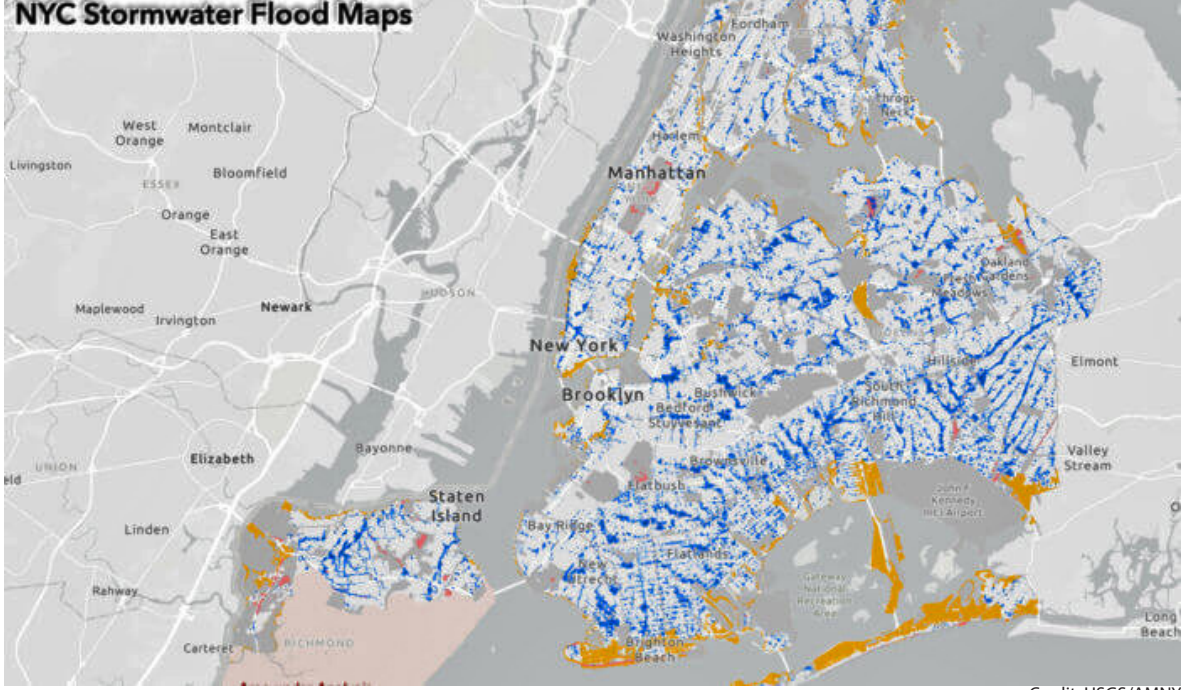 NYC Stormwater Flood Maps
Fordham
Washington
Heights
Throgs
Neck
West
Orange
Montclair
Harlem
Livingston
Bloomfield
Manhattan
ESSEX
Orange
East
Orange
Oakland
Gardens
Meadows
HUDSON
Newark
Maplewood
Irvington
New York
Hillside
Elmont
Brooklyn
Bushwick
South
Richmond
Hill
Bedford
Stuyvesant
Bayonne
Brownsville
Valley
Stream
UNION
Elizabeth
eld
Flatbush
John F
Kennedy
Int'l Airport
Staten
Island
Linden
Bay Ridge
Flatlands
New
Utrecht
Gateway
National
Recreation
Area
Rahway
Long
Beach
RICHMOND
Carteret
Brighton
Beach